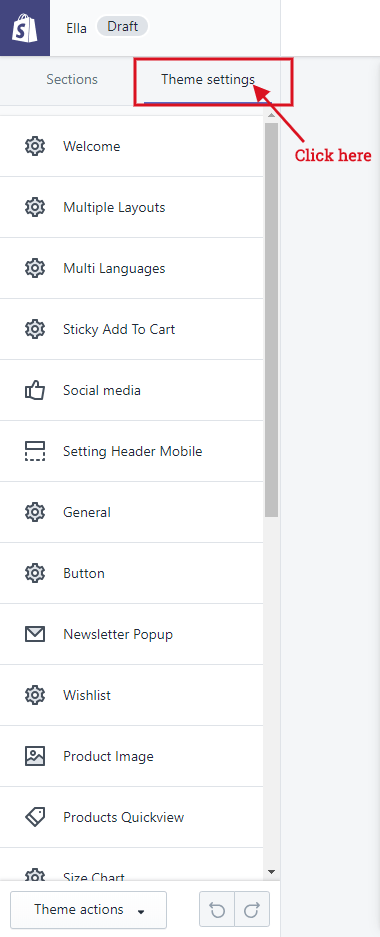 Ella Draft
Sections Theme settings
Click here
Welcome
Multiple Layouts
Multi Languages
Sticky Add To Cart
Social media
Setting Header Mobile
General
Button
Newsletter Popup
Wishlist
Product Image
Products Quickview
Size Chart
Theme actions